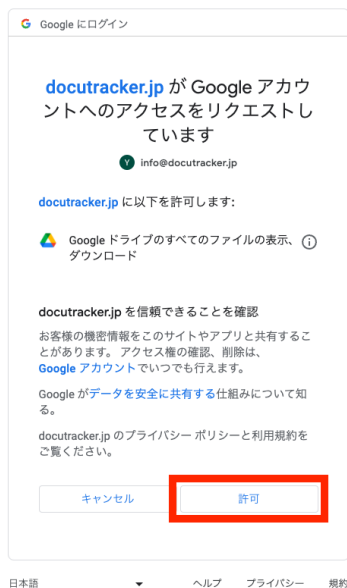 Google にログイン
docutracker.jp が Google アカウ
ントへのアクセスをリクエストし
ています
Y info@docutracker.jp
docutracker.jp に以下を許可します:
Google ドライブのすべてのファイルの表示、
ダウンロード
docutracker.jp を信頼できることを確認
お客様の機密情報をこのサイトやアプリと共有するこ
とがあります。 アクセス権の確認、削除は、
Google アカウントでいつでも行えます。
Google がデータを安全に共有する仕組みについて知
る。
docutracker.jp のプライバシー ポリシーと利用規約を
ご覧ください。
キャンセル 許可
日本語 ヘルプ プライバシー 規約